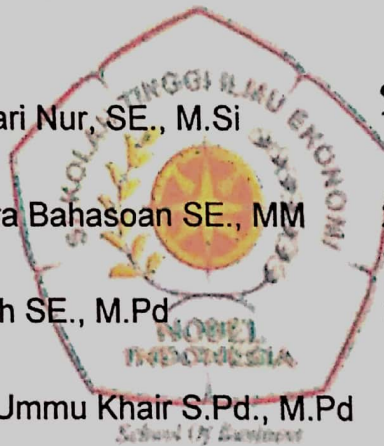 ari Nur, SE., M.Si
SEKOLAH TINGGI ILMU EKONOMI
ra Bahasoan SE., MM
h SE., M.Pd
NOBEL
INDONESIA
Ummu Khair S.Pd., M.Pd
School Of Business